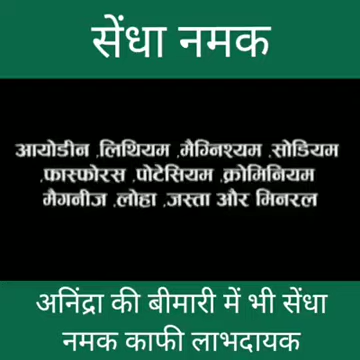 सेंधा नमक
आयोडीन ,लिथियम ,मैग्निश्यम ,सोडियम
,फास्फोरस ,पोटेसियम ,क्रोमिनियम
मैगनीज ,लोहा ,जस्ता और मिनरल
अनिंद्रा की बीमारी में भी सेंधा
नमक काफी लाभदायक